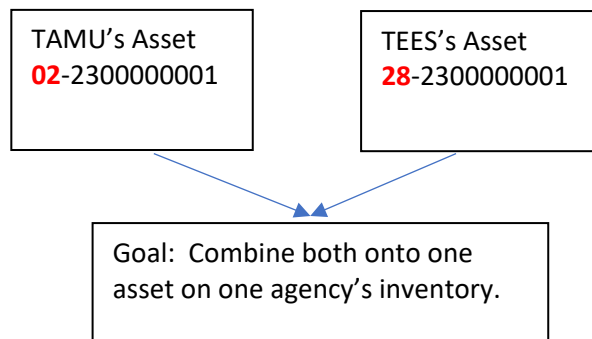 TAMU’s Asset
02-2300000001
TEES’s Asset
28-2300000001
Goal:  Combine both onto one
asset on one agency’s inventory.